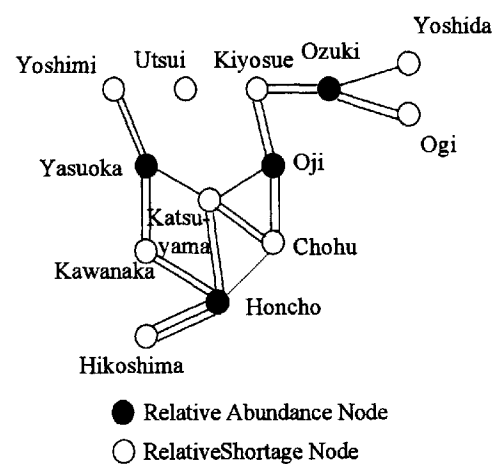 Yoshida
Yoshimi Utsui Kiyosue Ozuki
Ogi
Yasuoka Oji
Katsu-
yama
Chohu
Kawanaka
Honcho
Hikoshima
Relative Abundance Node
RelativeShortage Node